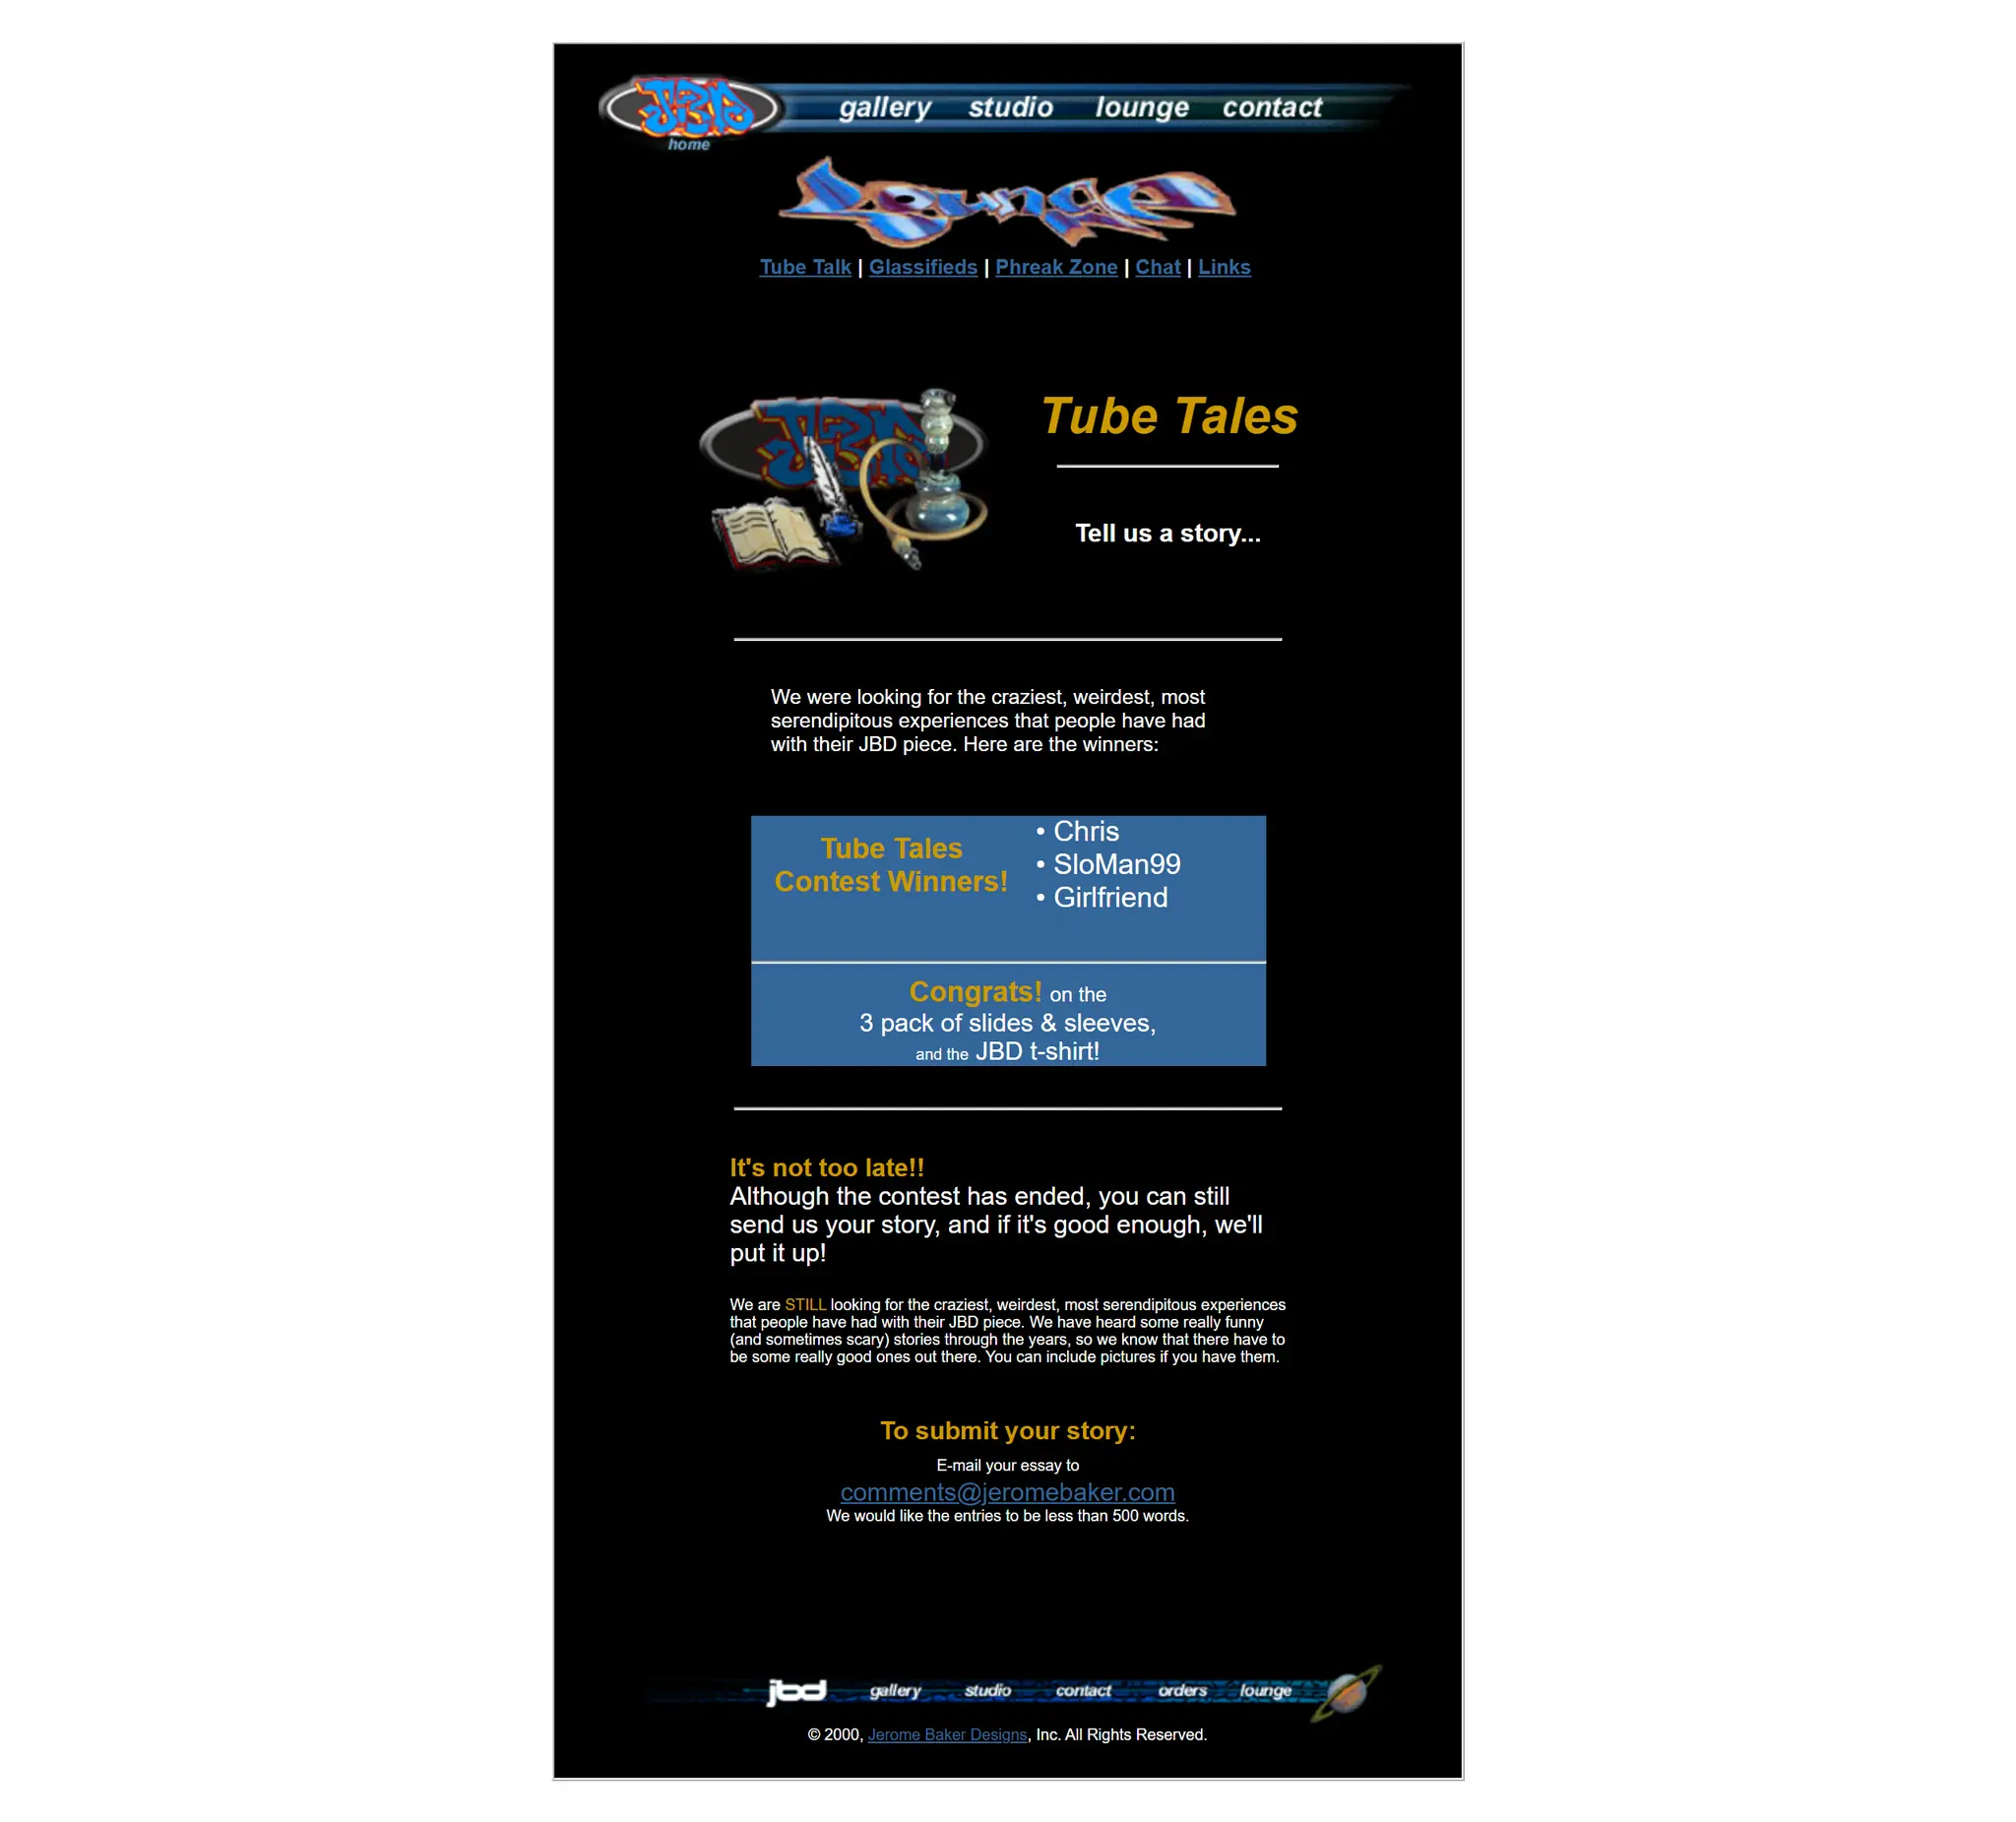 JBD
gallery studio lounge contact
home
Lounge
Tube Talk | Glassifieds | Phreak Zone | Chat | Links
JBD
Tube Tales
Tell us a story...
We were looking for the craziest, weirdest, most
serendipitous experiences that people have had
with their JBD piece. Here are the winners:
Tube Tales
Contest Winners!
• Chris
• SloMan99
• Girlfriend
Congrats! on the
3 pack of slides & sleeves,
and the JBD t-shirt!
It's not too late!!
Although the contest has ended, you can still
send us your story, and if it's good enough, we'll
put it up!
We are STILL looking for the craziest, weirdest, most serendipitous experiences
that people have had with their JBD piece. We have heard some really funny
(and sometimes scary) stories through the years, so we know that there have to
be some really good ones out there. You can include pictures if you have them.
To submit your story:
E-mail your essay to
comments@jeromebaker.com
We would like the entries to be less than 500 words.
jbd gallery studio contact orders lounge
© 2000, Jerome Baker Designs, Inc. All Rights Reserved.